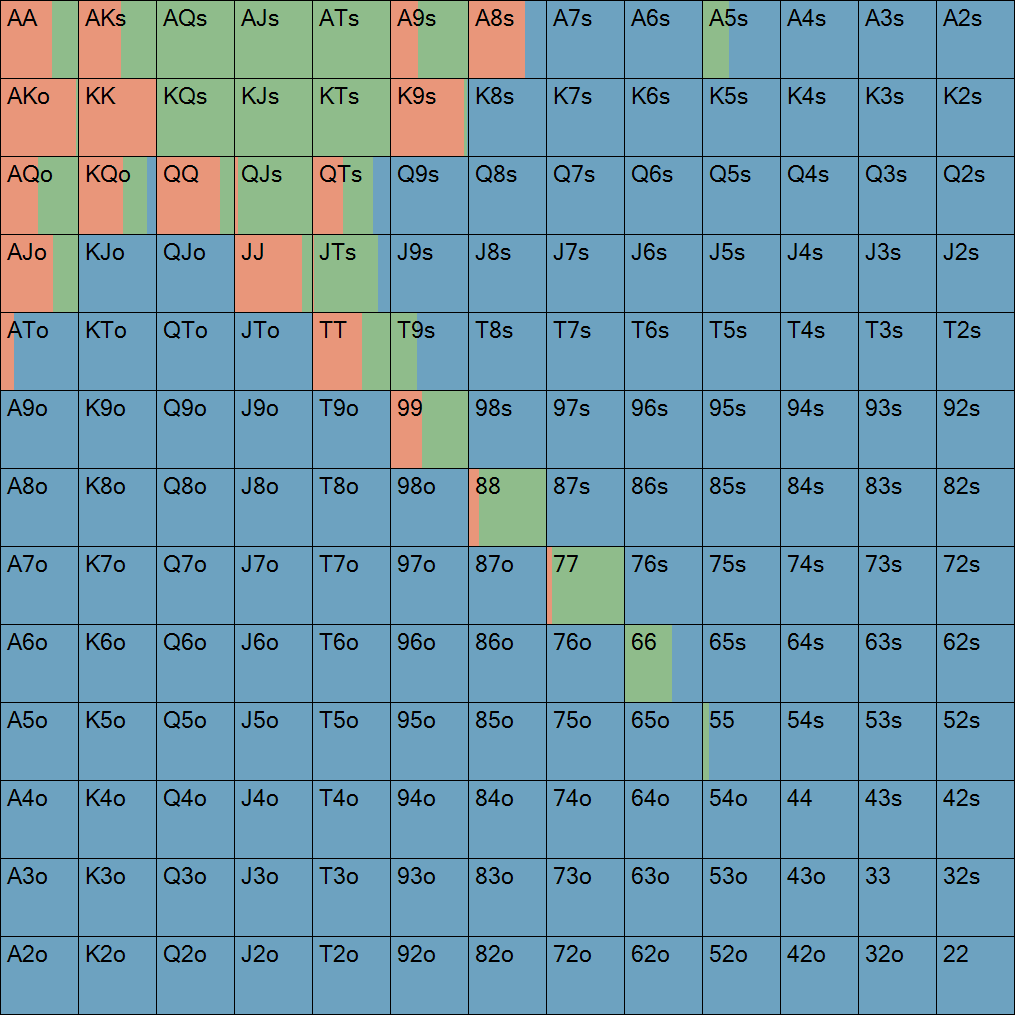 AA AKs AQs AJs ATs A9s A8s A7s A6s A5s A4s A3s A2s
AKo KK KQs KJs KTs K9s K8s K7s K6s K5s K4s K3s K2s
AQo KQo QQ QJs QTs Q9s Q8s Q7s Q6s Q5s Q4s Q3s Q2s
AJo KJo QJo JJ JTs J9s J8s J7s J6s J5s J4s J3s J2s
ATo KTo QTo JTo TT T9s T8s T7s T6s T5s T4s T3s T2s
A9o K9o Q9o J9o T9o 99 98s 97s 96s 95s 94s 93s 92s
A8o K8o Q8o J8o T8o 98o 88 87s 86s 85s 84s 83s 82s
A7o K7o Q7o J7o T7o 97o 87o 77 76s 75s 74s 73s 72s
A6o K6o Q6o J6o T6o 96o 86o 76o 66 65s 64s 63s 62s
A5o K5o Q5o J5o T5o 95o 85o 75o 65o 55 54s 53s 52s
A4o K4o Q4o J4o T4o 94o 84o 74o 64o 54o 44 43s 42s
A3o K3o Q3o J3o T3o 93o 83o 73o 63o 53o 43o 33 32s
A2o K2o Q2o J2o T2o 92o 82o 72o 62o 52o 42o 32o 22